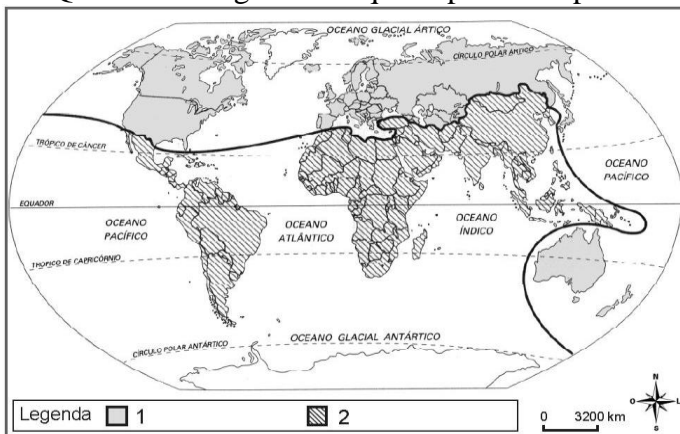 OCEANO GLACIAL ÁRTICO
CÍRCULO POLAR ÁRTICO
TRÓPICO DE CÂNCER
OCEANO
PACÍFICO
EQUADOR
OCEANO
PACÍFICO
OCEANO
ATLÂNTICO
OCEANO
ÍNDICO
TRÓPICO DE CAPRICÓRNIO
CÍRCULO POLAR ANTÁRTICO
OCEANO GLACIAL ANTÁRTICO
Legenda 1 2
0 3200 km
N
O L
S